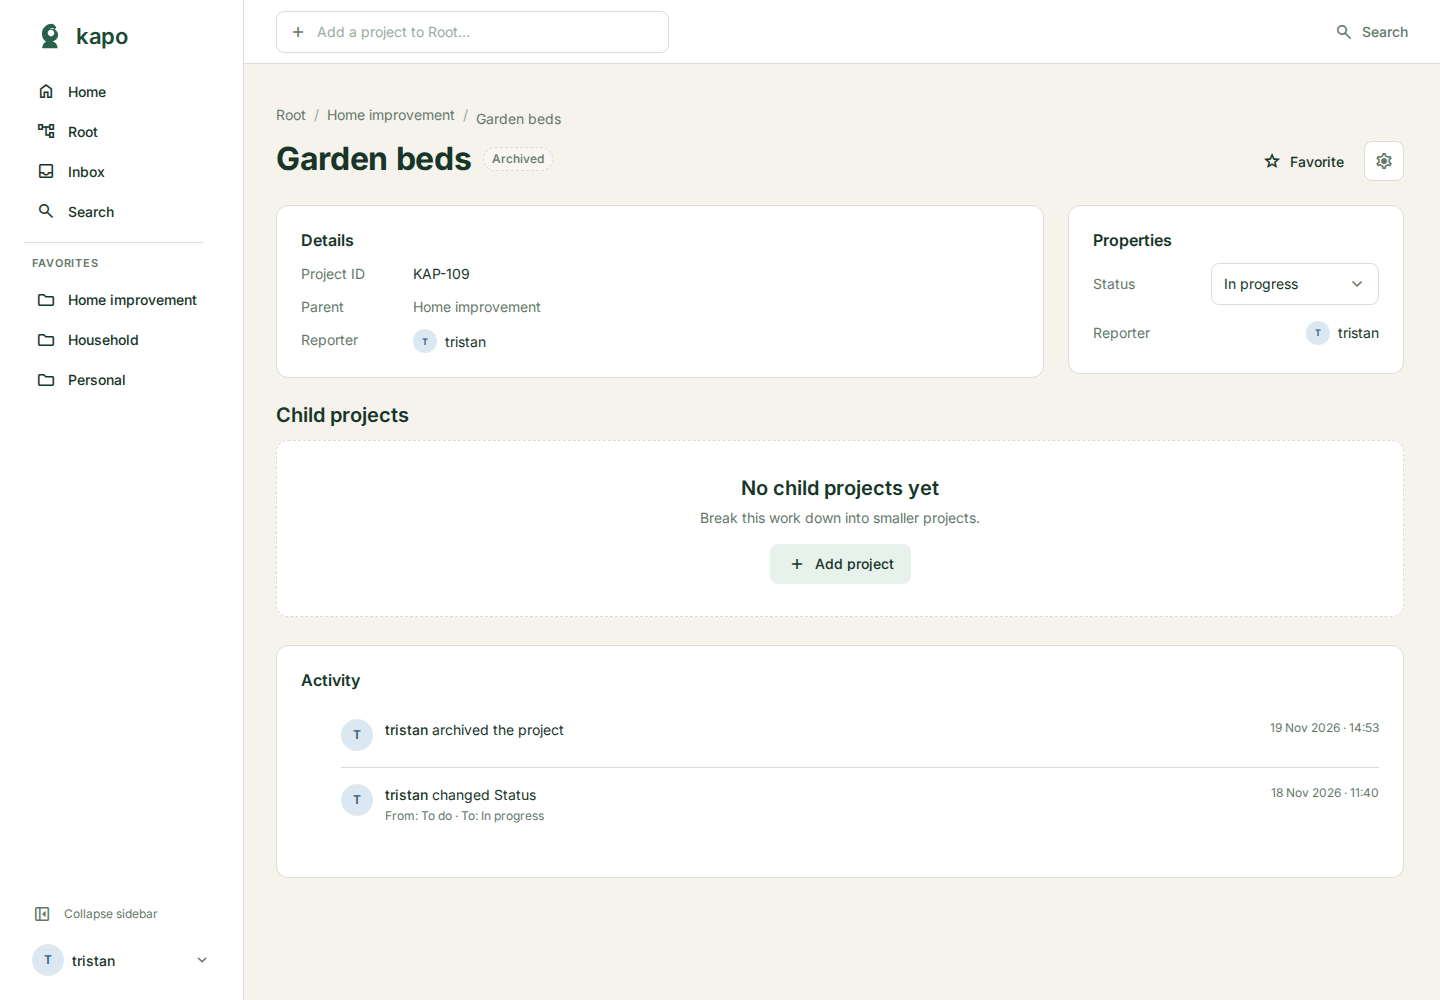 kapo
Add a project to Root...
Search
Home
Root
Inbox
Search
FAVORITES
Home improvement
Household
Personal
Collapse sidebar
T tristan
Root / Home improvement / Garden beds
Garden beds Archived
Favorite
Details
Project ID KAP-109
Parent Home improvement
Reporter T tristan
Properties
Status In progress
Reporter T tristan
Child projects
No child projects yet
Break this work down into smaller projects.
Add project
Activity
T tristan archived the project 19 Nov 2026 · 14:53
T tristan changed Status 18 Nov 2026 · 11:40
From: To do · To: In progress